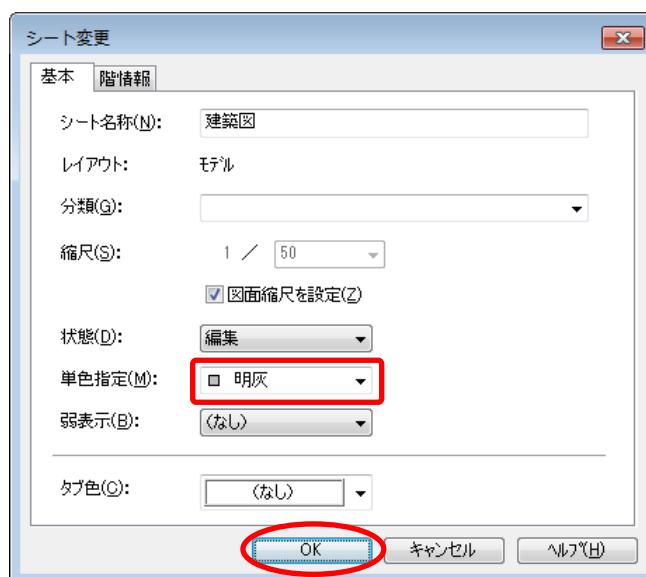 シート変更
基本 階情報
シート名称(N): 建築図
レイアウト: ﾓﾃﾞﾙ
分類(G):
縮尺(S): 1 ／ 50
図面縮尺を設定(Z)
状態(D): 編集
単色指定(M): 明灰
弱表示(B): (なし)
タブ色(C): (なし)
OK キャンセル ﾍﾙﾌﾟ(H)